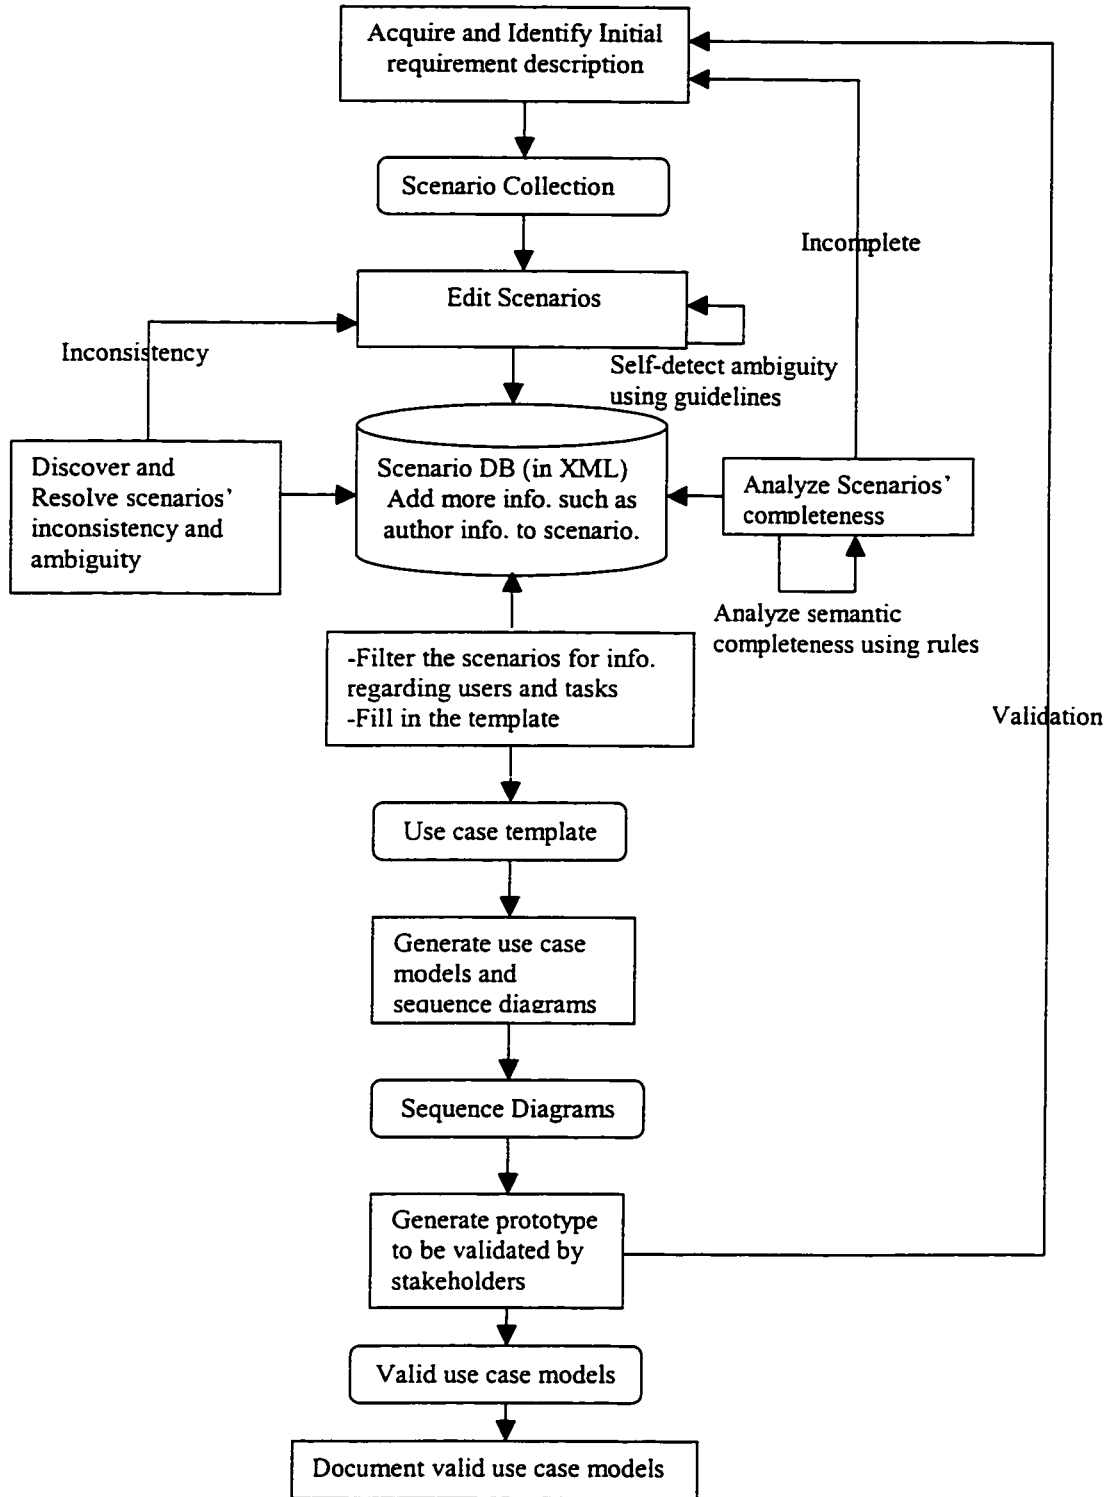 Acquire and Identify Initial
requirement description
Scenario Collection
Incomplete
Edit Scenarios
Inconsistency
Self-detect ambiguity
using guidelines
Discover and
Resolve scenarios'
inconsistency and
ambiguity
Scenario DB (in XML)
Add more info. such as
author info. to scenario.
Analyze Scenarios'
completeness
Analyze semantic
completeness using rules
-Filter the scenarios for info.
regarding users and tasks
-Fill in the template
Validation
Use case template
Generate use case
models and
sequence diagrams
Sequence Diagrams
Generate prototype
to be validated by
stakeholders
Valid use case models
Document valid use case models